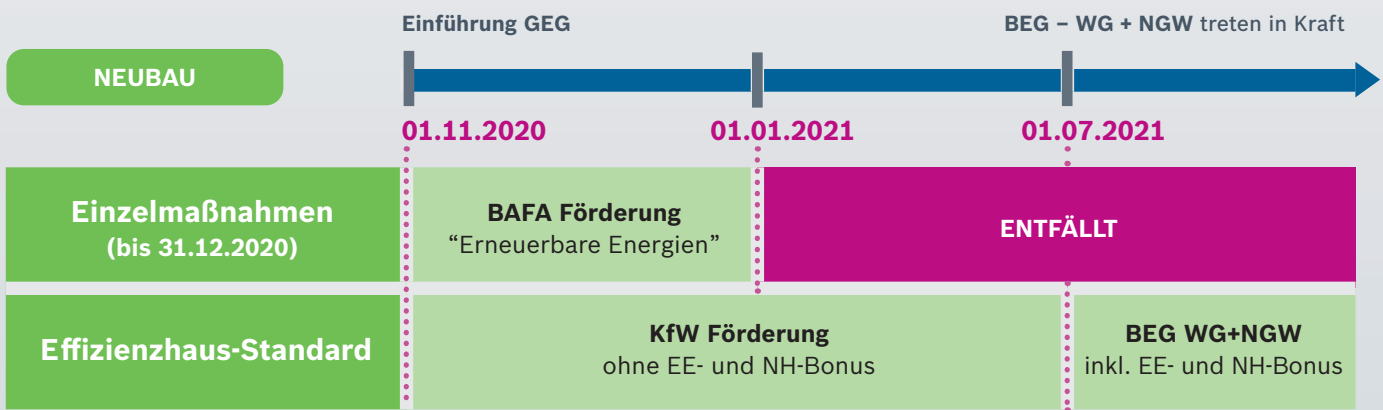 Einführung GEG
BEG – WG + NGW treten in Kraft
NEUBAU
01.11.2020
01.01.2021
01.07.2021
Einzelmaßnahmen
(bis 31.12.2020)
BAFA Förderung
“Erneuerbare Energien”
ENTFÄLLT
Effizienzhaus-Standard
KfW Förderung
ohne EE- und NH-Bonus
BEG WG+NGW
inkl. EE- und NH-Bonus